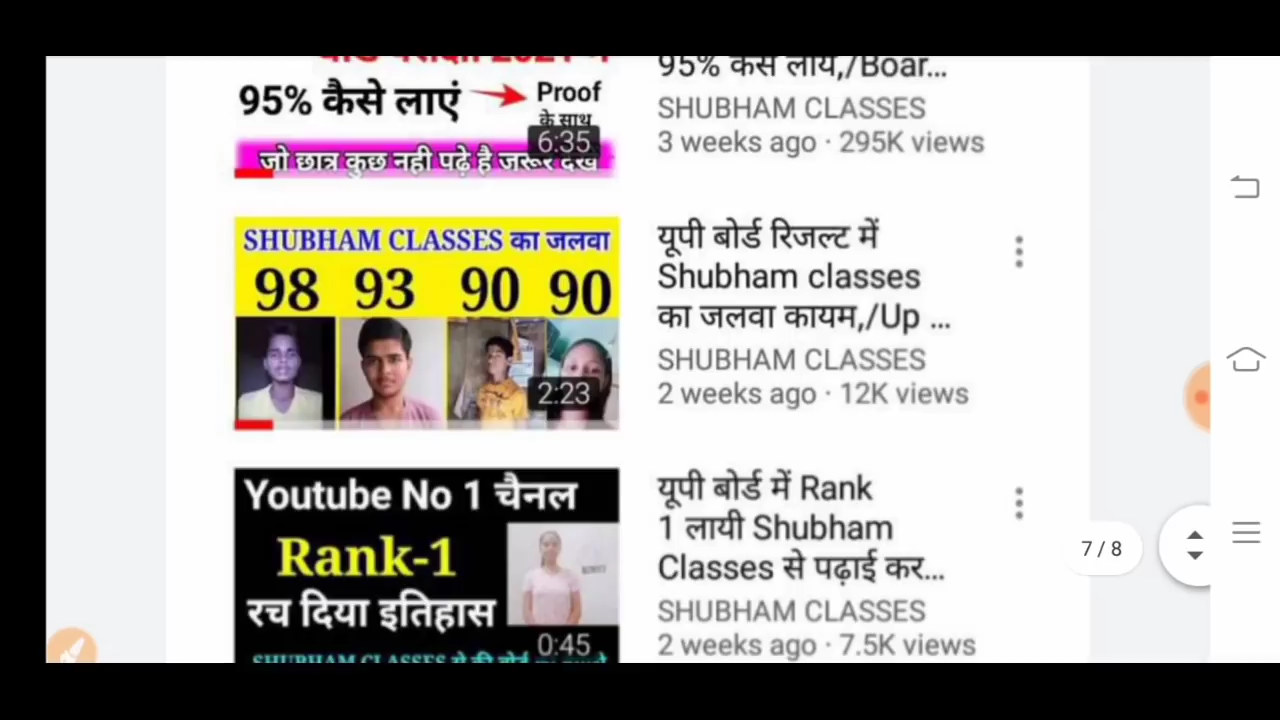 95% कैसे लाएं
Proof
के साथ
6:35
जो छात्र कुछ नही पढ़े है जरूर देखे
95% कैसे लाये,/Boar...
SHUBHAM CLASSES
3 weeks ago · 295K views
SHUBHAM CLASSES का जलवा
98 93 90 90
2:23
यूपी बोर्ड रिजल्ट में
Shubham classes
का जलवा कायम,/Up ...
SHUBHAM CLASSES
2 weeks ago · 12K views
Youtube No 1 चैनल
Rank-1
रच दिया इतिहास
0:45
SHUBHAM CLASSES
यूपी बोर्ड में Rank
1 लायी Shubham
Classes से पढ़ाई कर...
SHUBHAM CLASSES
2 weeks ago · 7.5K views
7 / 8